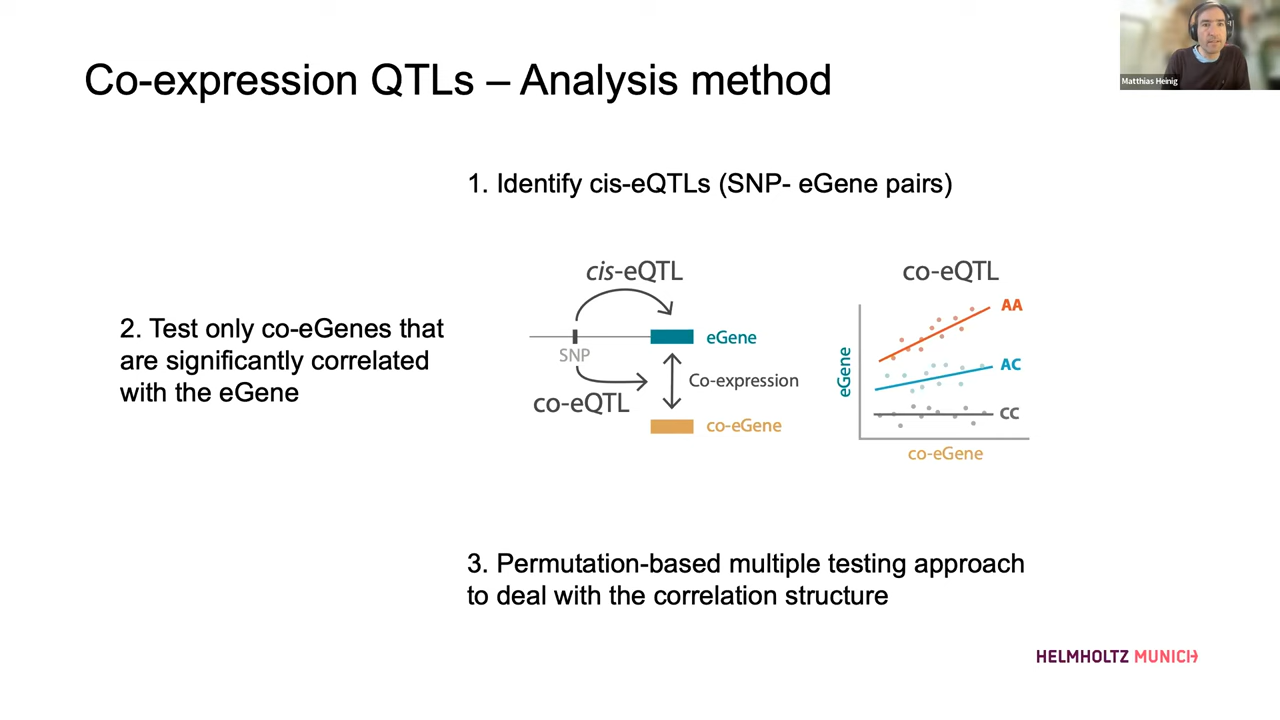 Matthias Heinig
Co-expression QTLs – Analysis method
1. Identify cis-eQTLs (SNP- eGene pairs)
2. Test only co-eGenes that
are significantly correlated
with the eGene
cis-eQTL
SNP
eGene
Co-expression
co-eQTL
co-eGene
co-eQTL
AA
AC
CC
eGene
co-eGene
3. Permutation-based multiple testing approach
to deal with the correlation structure
HELMHOLTZ MUNICH